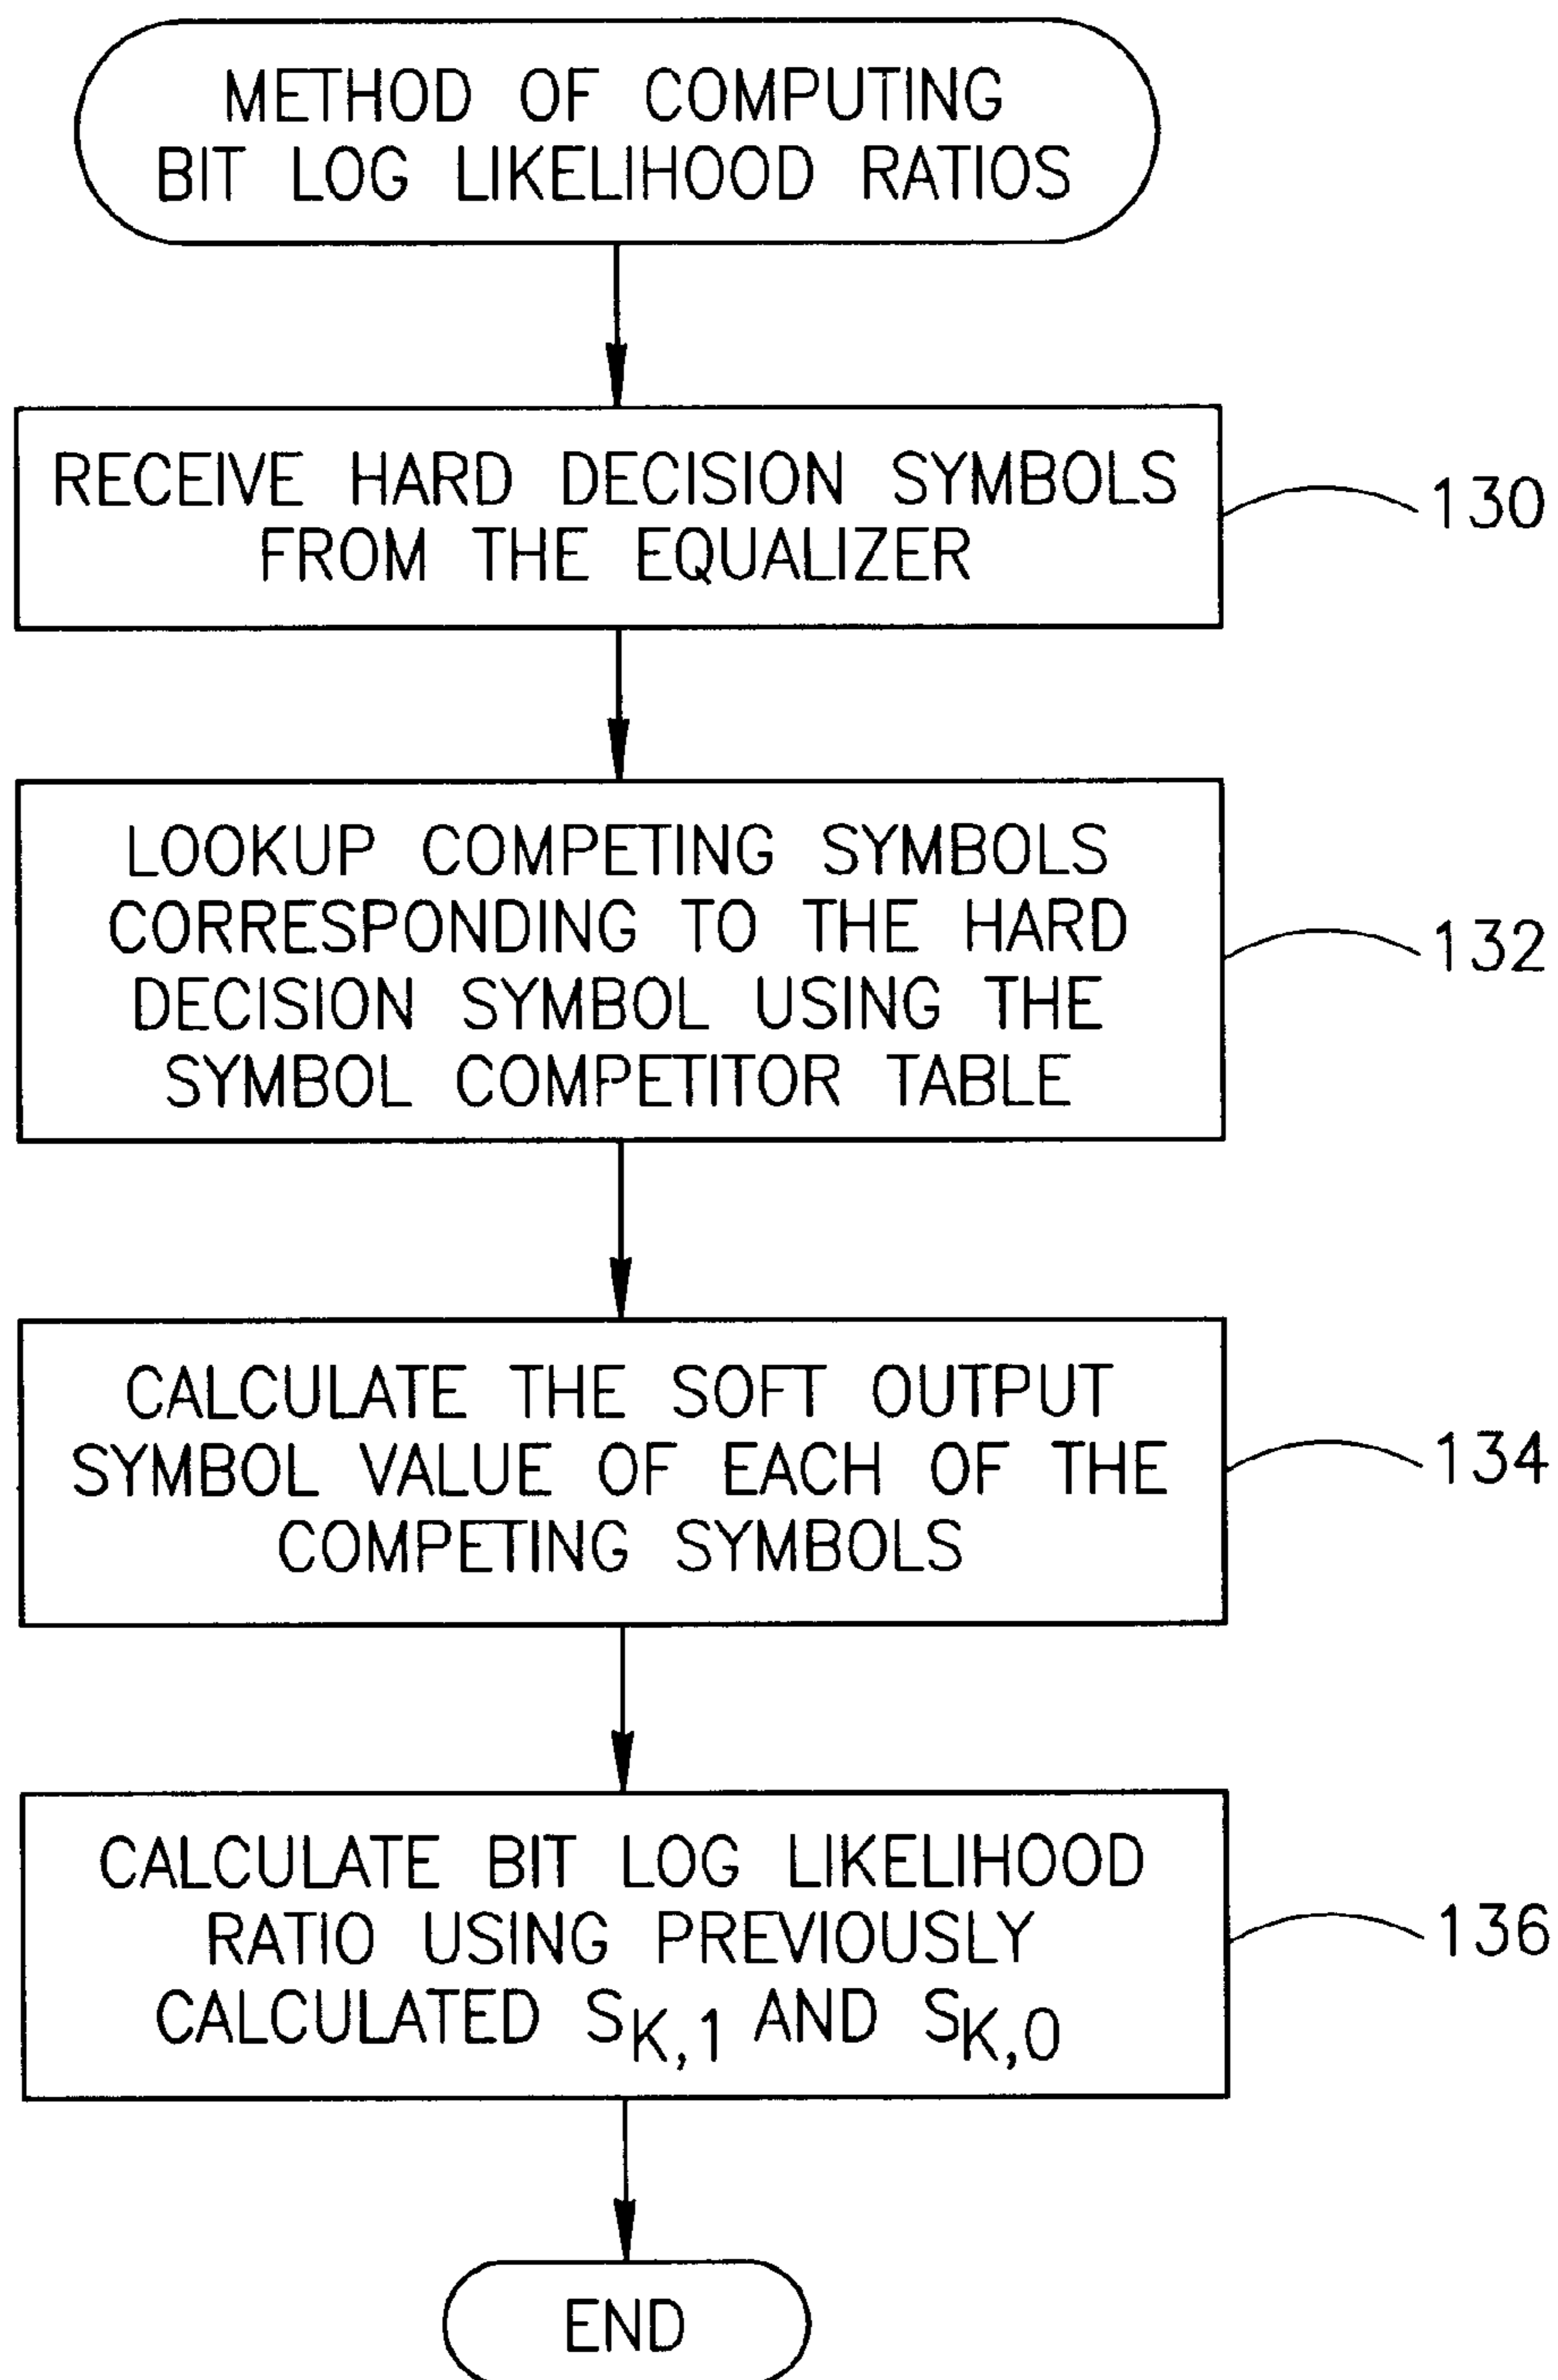 METHOD OF COMPUTING
BIT LOG LIKELIHOOD RATIOS
RECEIVE HARD DECISION SYMBOLS
FROM THE EQUALIZER
130
LOOKUP COMPETING SYMBOLS
CORRESPONDING TO THE HARD
DECISION SYMBOL USING THE
SYMBOL COMPETITOR TABLE
132
CALCULATE THE SOFT OUTPUT
SYMBOL VALUE OF EACH OF THE
COMPETING SYMBOLS
134
CALCULATE BIT LOG LIKELIHOOD
RATIO USING PREVIOUSLY
CALCULATED SK,1 AND SK,0
136
END